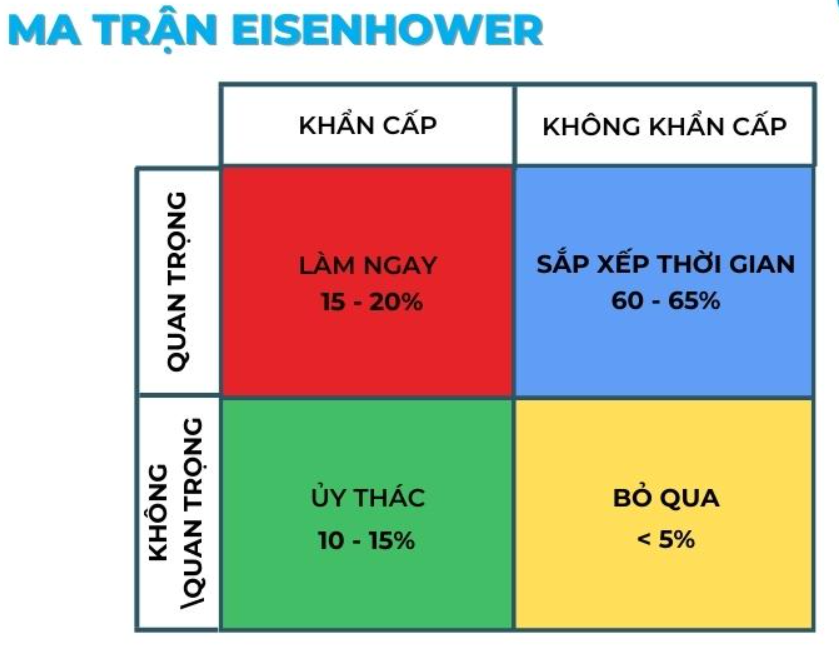 MA TRẬN EISENHOWER
KHẨN CẤP
KHÔNG KHẨN CẤP
QUAN TRỌNG
LÀM NGAY
15 - 20%
SẮP XẾP THỜI GIAN
60 - 65%
KHÔNG
\QUAN TRỌNG
ỦY THÁC
10 - 15%
BỎ QUA
< 5%